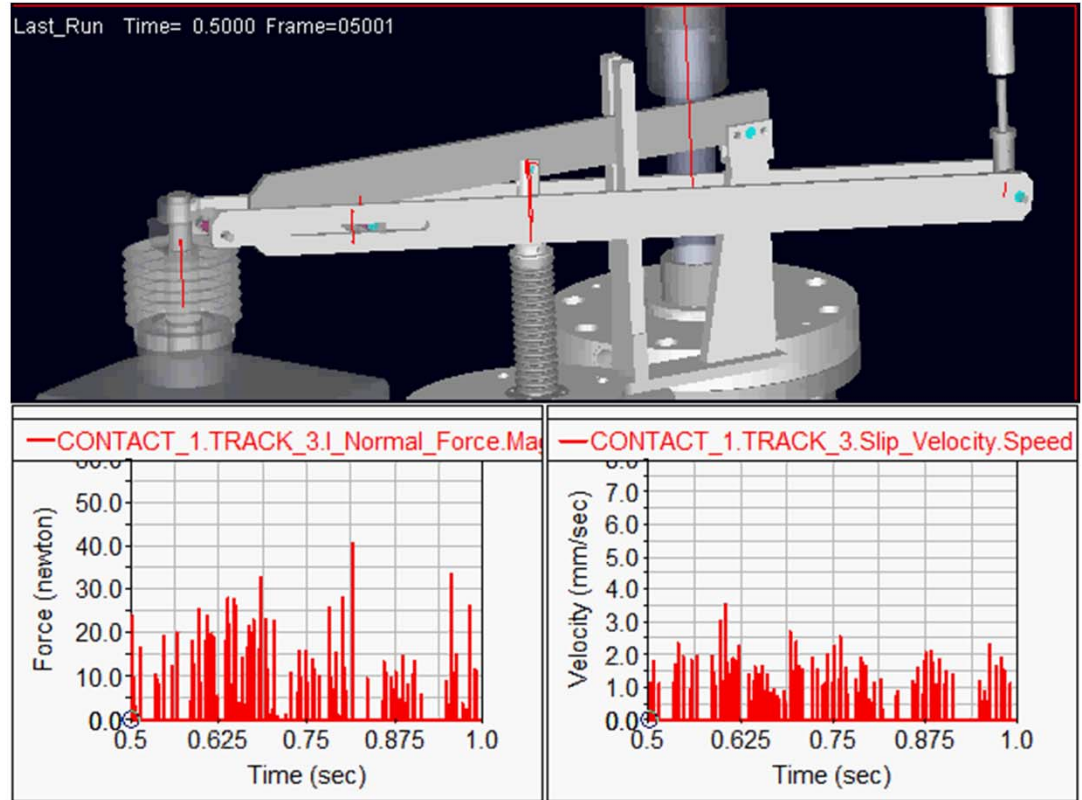 Last_Run Time= 0.5000 Frame=05001
CONTACT_1.TRACK_3.I_Normal_Force.Mag
50.0
40.0
30.0
20.0
10.0
0.0
Force (newton)
0.5 0.625 0.75 0.875 1.0
Time (sec)
CONTACT_1.TRACK_3.Slip_Velocity.Speed
8.0
7.0
6.0
5.0
4.0
3.0
2.0
1.0
0.0
Velocity (mm/sec)
0.5 0.625 0.75 0.875 1.0
Time (sec)